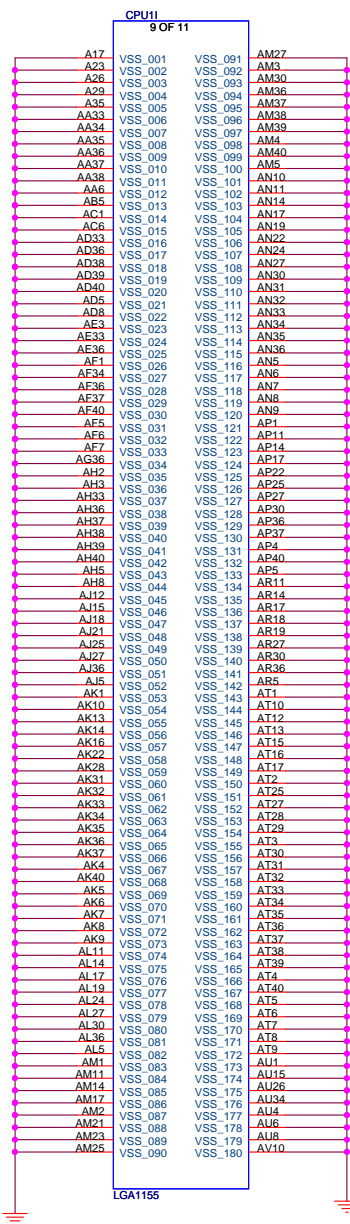 CPU1I
9 OF 11
A17 VSS_001 VSS_091 AM27
A23 VSS_002 VSS_092 AM3
A26 VSS_003 VSS_093 AM30
A29 VSS_004 VSS_094 AM36
A35 VSS_005 VSS_095 AM37
AA33 VSS_006 VSS_096 AM38
AA34 VSS_007 VSS_097 AM39
AA35 VSS_008 VSS_098 AM4
AA36 VSS_009 VSS_099 AM40
AA37 VSS_010 VSS_100 AM5
AA38 VSS_011 VSS_101 AN10
AA6 VSS_012 VSS_102 AN11
AB5 VSS_013 VSS_103 AN14
AC1 VSS_014 VSS_104 AN17
AC6 VSS_015 VSS_105 AN19
AD33 VSS_016 VSS_106 AN22
AD36 VSS_017 VSS_107 AN24
AD38 VSS_018 VSS_108 AN27
AD39 VSS_019 VSS_109 AN30
AD40 VSS_020 VSS_110 AN31
AD5 VSS_021 VSS_111 AN32
AD8 VSS_022 VSS_112 AN33
AE3 VSS_023 VSS_113 AN34
AE33 VSS_024 VSS_114 AN35
AE36 VSS_025 VSS_115 AN36
AF1 VSS_026 VSS_116 AN5
AF34 VSS_027 VSS_117 AN6
AF36 VSS_028 VSS_118 AN7
AF37 VSS_029 VSS_119 AN8
AF40 VSS_030 VSS_120 AN9
AF5 VSS_031 VSS_121 AP1
AF6 VSS_032 VSS_122 AP11
AF7 VSS_033 VSS_123 AP14
AG36 VSS_034 VSS_124 AP17
AH2 VSS_035 VSS_125 AP22
AH3 VSS_036 VSS_126 AP25
AH33 VSS_037 VSS_127 AP27
AH36 VSS_038 VSS_128 AP30
AH37 VSS_039 VSS_129 AP36
AH38 VSS_040 VSS_130 AP37
AH39 VSS_041 VSS_131 AP4
AH40 VSS_042 VSS_132 AP40
AH5 VSS_043 VSS_133 AP5
AH8 VSS_044 VSS_134 AR11
AJ12 VSS_045 VSS_135 AR14
AJ15 VSS_046 VSS_136 AR17
AJ18 VSS_047 VSS_137 AR18
AJ21 VSS_048 VSS_138 AR19
AJ25 VSS_049 VSS_139 AR27
AJ27 VSS_050 VSS_140 AR30
AJ36 VSS_051 VSS_141 AR36
AJ5 VSS_052 VSS_142 AR5
AK1 VSS_053 VSS_143 AT1
AK10 VSS_054 VSS_144 AT10
AK13 VSS_055 VSS_145 AT12
AK14 VSS_056 VSS_146 AT13
AK16 VSS_057 VSS_147 AT15
AK22 VSS_058 VSS_148 AT16
AK28 VSS_059 VSS_149 AT17
AK31 VSS_060 VSS_150 AT2
AK32 VSS_061 VSS_151 AT25
AK33 VSS_062 VSS_152 AT27
AK34 VSS_063 VSS_153 AT28
AK35 VSS_064 VSS_154 AT29
AK36 VSS_065 VSS_155 AT3
AK37 VSS_066 VSS_156 AT30
AK4 VSS_067 VSS_157 AT31
AK40 VSS_068 VSS_158 AT32
AK5 VSS_069 VSS_159 AT33
AK6 VSS_070 VSS_160 AT34
AK7 VSS_071 VSS_161 AT35
AK8 VSS_072 VSS_162 AT36
AK9 VSS_073 VSS_163 AT37
AL11 VSS_074 VSS_164 AT38
AL14 VSS_075 VSS_165 AT39
AL17 VSS_076 VSS_166 AT4
AL19 VSS_077 VSS_167 AT40
AL24 VSS_078 VSS_168 AT5
AL27 VSS_079 VSS_169 AT6
AL30 VSS_080 VSS_170 AT7
AL36 VSS_081 VSS_171 AT8
AL5 VSS_082 VSS_172 AT9
AM1 VSS_083 VSS_173 AU1
AM11 VSS_084 VSS_174 AU15
AM14 VSS_085 VSS_175 AU26
AM17 VSS_086 VSS_176 AU34
AM2 VSS_087 VSS_177 AU4
AM21 VSS_088 VSS_178 AU6
AM23 VSS_089 VSS_179 AU8
AM25 VSS_090 VSS_180 AV10
LGA1155